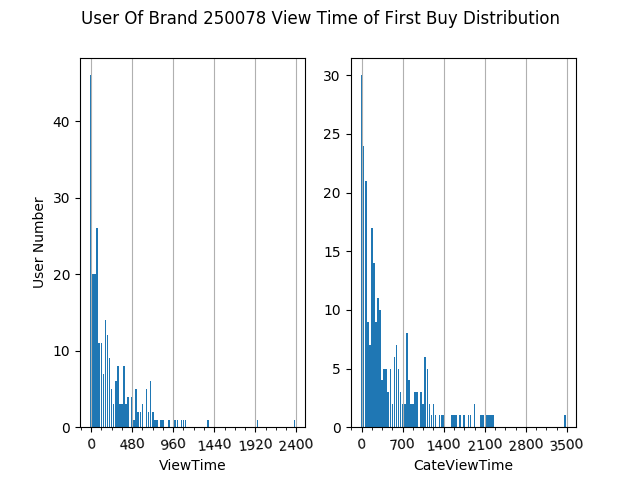 User Of Brand 250078 View Time of First Buy Distribution
User Number
40
30
20
10
0
0 480 960 1440 1920 2400
ViewTime
30
25
20
15
10
5
0
0 700 1400 2100 2800 3500
CateViewTime